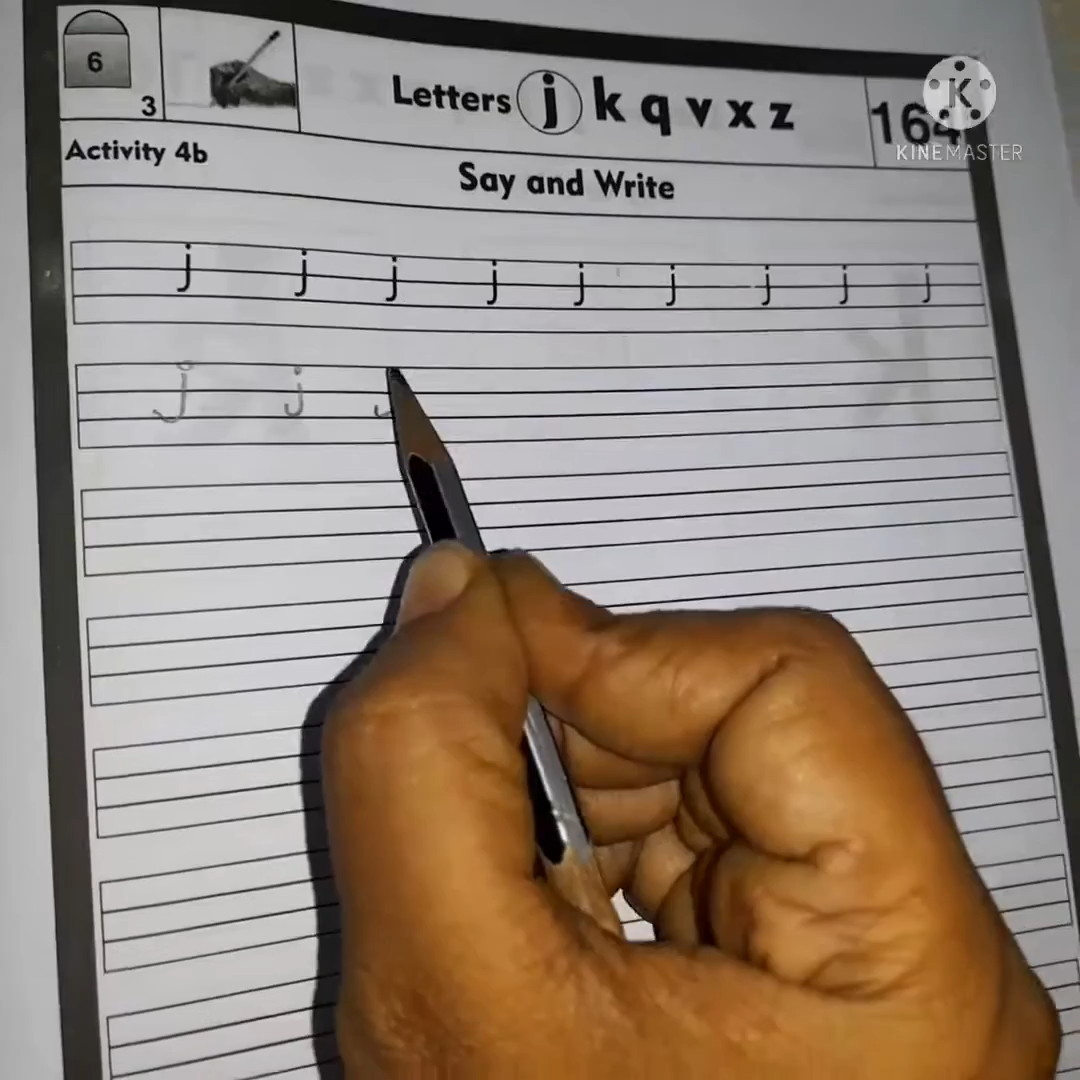 6
3
Letters j k q v x z
164
KINEMASTER
Activity 4b
Say and Write
j j j j j j j j j
j j j